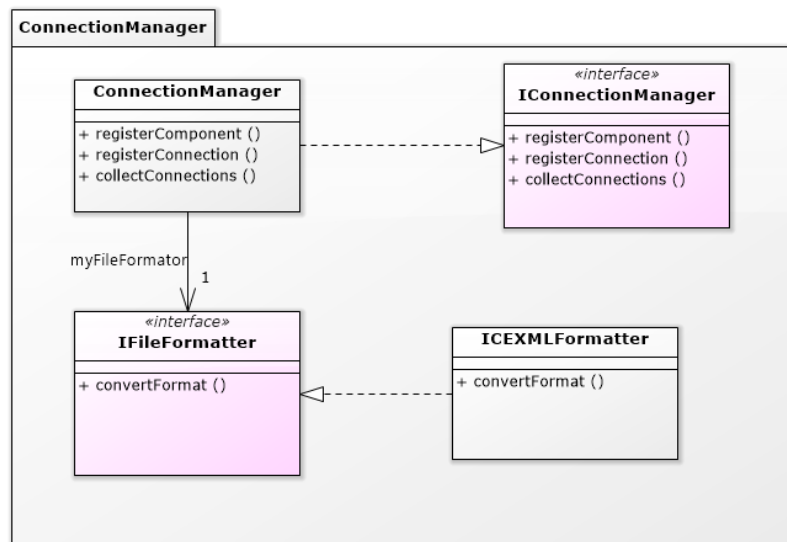 ConnectionManager
ConnectionManager
+ registerComponent ()
+ registerConnection ()
+ collectConnections ()
«interface»
IConnectionManager
+ registerComponent ()
+ registerConnection ()
+ collectConnections ()
myFileFormator
1
«interface»
IFileFormatter
+ convertFormat ()
ICEXMLFormatter
+ convertFormat ()